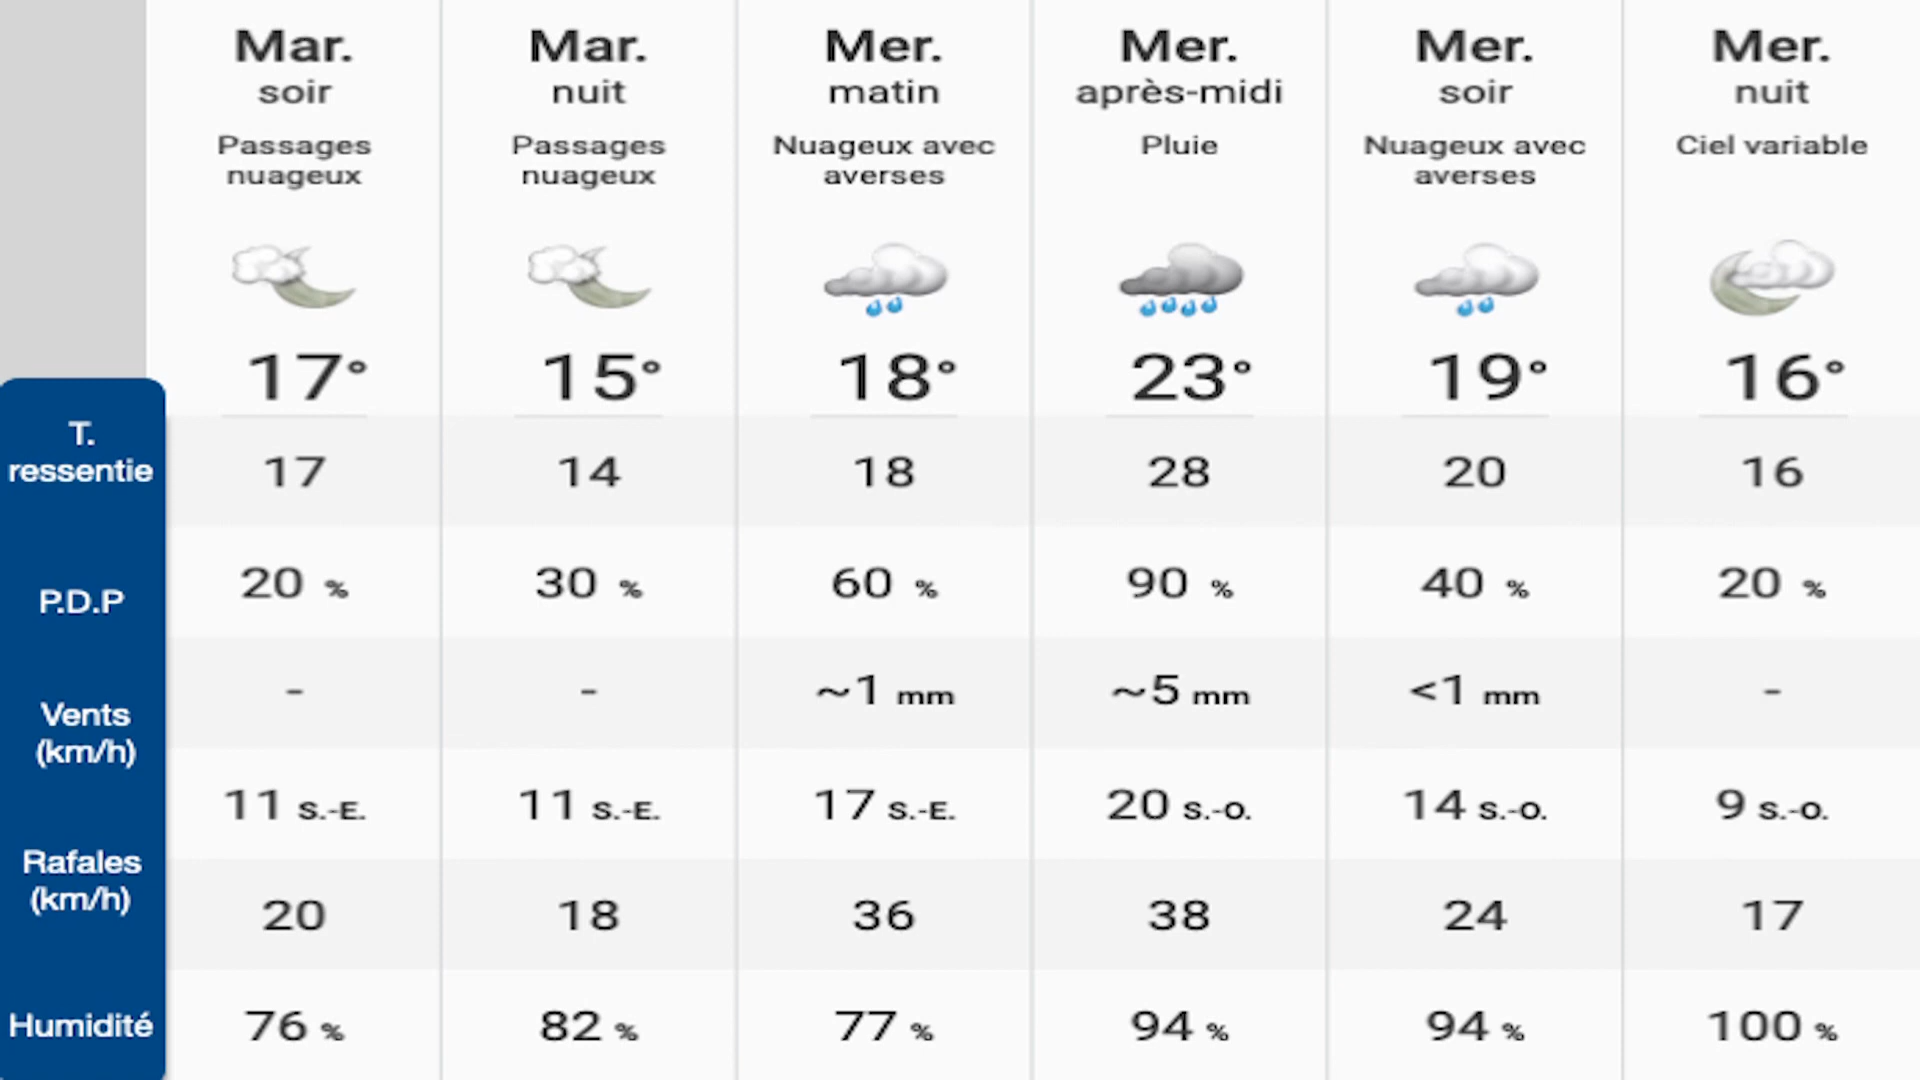 Mar. Mar. Mer. Mer. Mer. Mer.
soir nuit matin après-midi soir nuit
Passages Passages Nuageux avec Pluie Nuageux avec Ciel variable
nuageux nuageux averses averses
17° 15° 18° 23° 19° 16°
T.
ressentie 17 14 18 28 20 16
P.D.P 20 % 30 % 60 % 90 % 40 % 20 %
- - ~1 mm ~5 mm <1 mm -
Vents
(km/h)
11 S.-E. 11 S.-E. 17 S.-E. 20 S.-O. 14 S.-O. 9 S.-O.
Rafales
(km/h)
20 18 36 38 24 17
Humidité 76 % 82 % 77 % 94 % 94 % 100 %